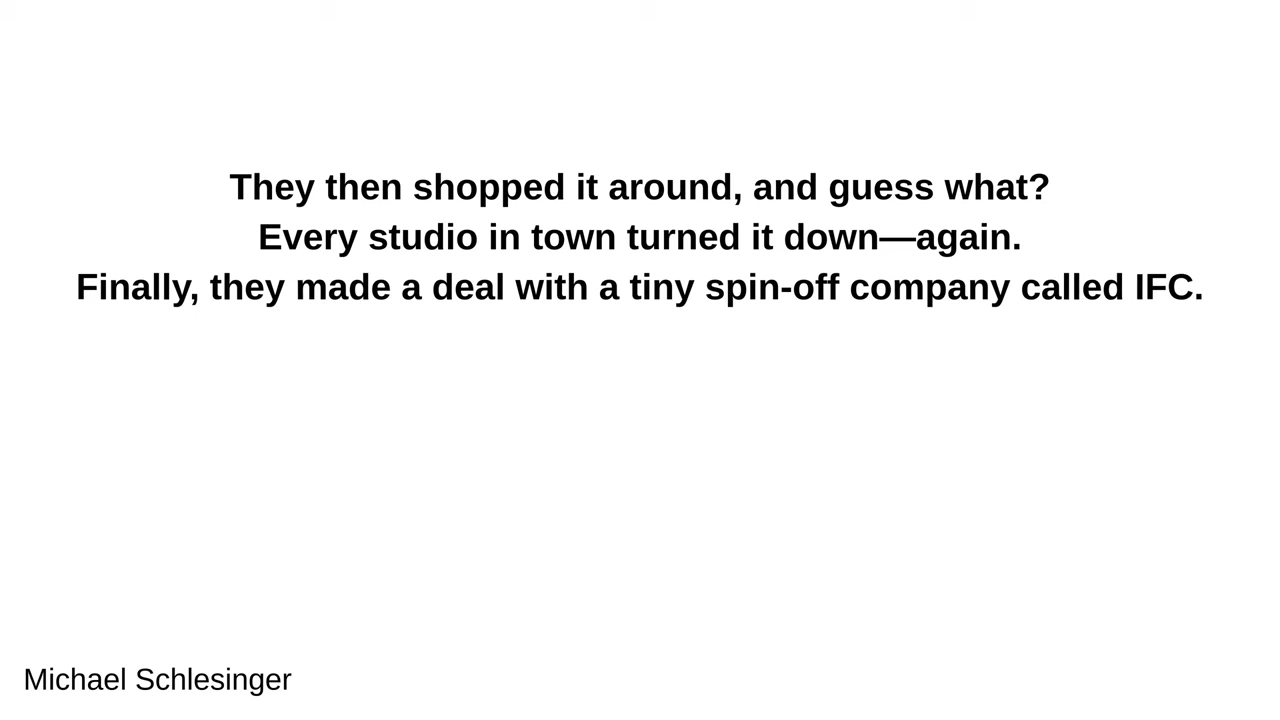 They then shopped it around, and guess what?
Every studio in town turned it down—again.
Finally, they made a deal with a tiny spin-off company called IFC.
Michael Schlesinger